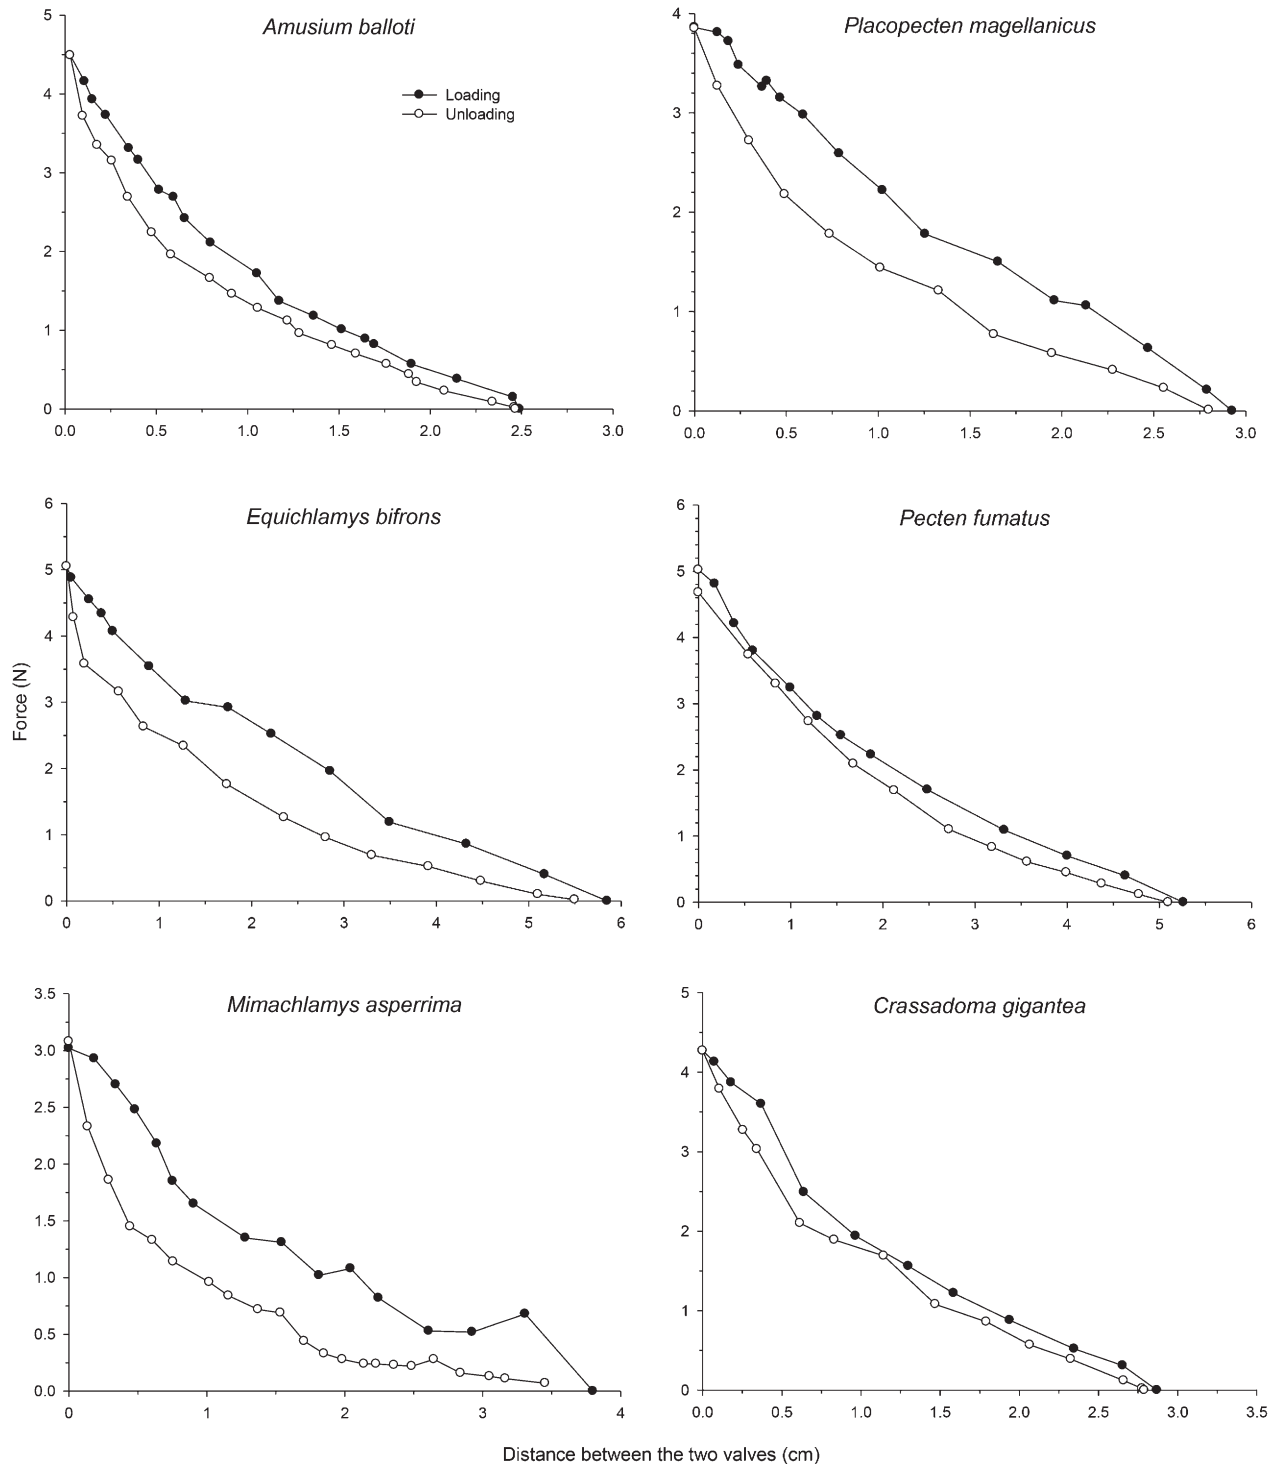 Amusium balloti
Loading
Unloading
5
4
3
2
1
0
0.0 0.5 1.0 1.5 2.0 2.5 3.0
Placopecten magellanicus
4
3
2
1
0
0.0 0.5 1.0 1.5 2.0 2.5 3.0
Equichlamys bifrons
6
5
4
3
2
1
0
0 1 2 3 4 5 6
Force (N)
Pecten fumatus
6
5
4
3
2
1
0
0 1 2 3 4 5 6
Mimachlamys asperrima
3.5
3.0
2.5
2.0
1.5
1.0
0.5
0.0
0 1 2 3 4
Crassadoma gigantea
5
4
3
2
1
0
0.0 0.5 1.0 1.5 2.0 2.5 3.0 3.5
Distance between the two valves (cm)